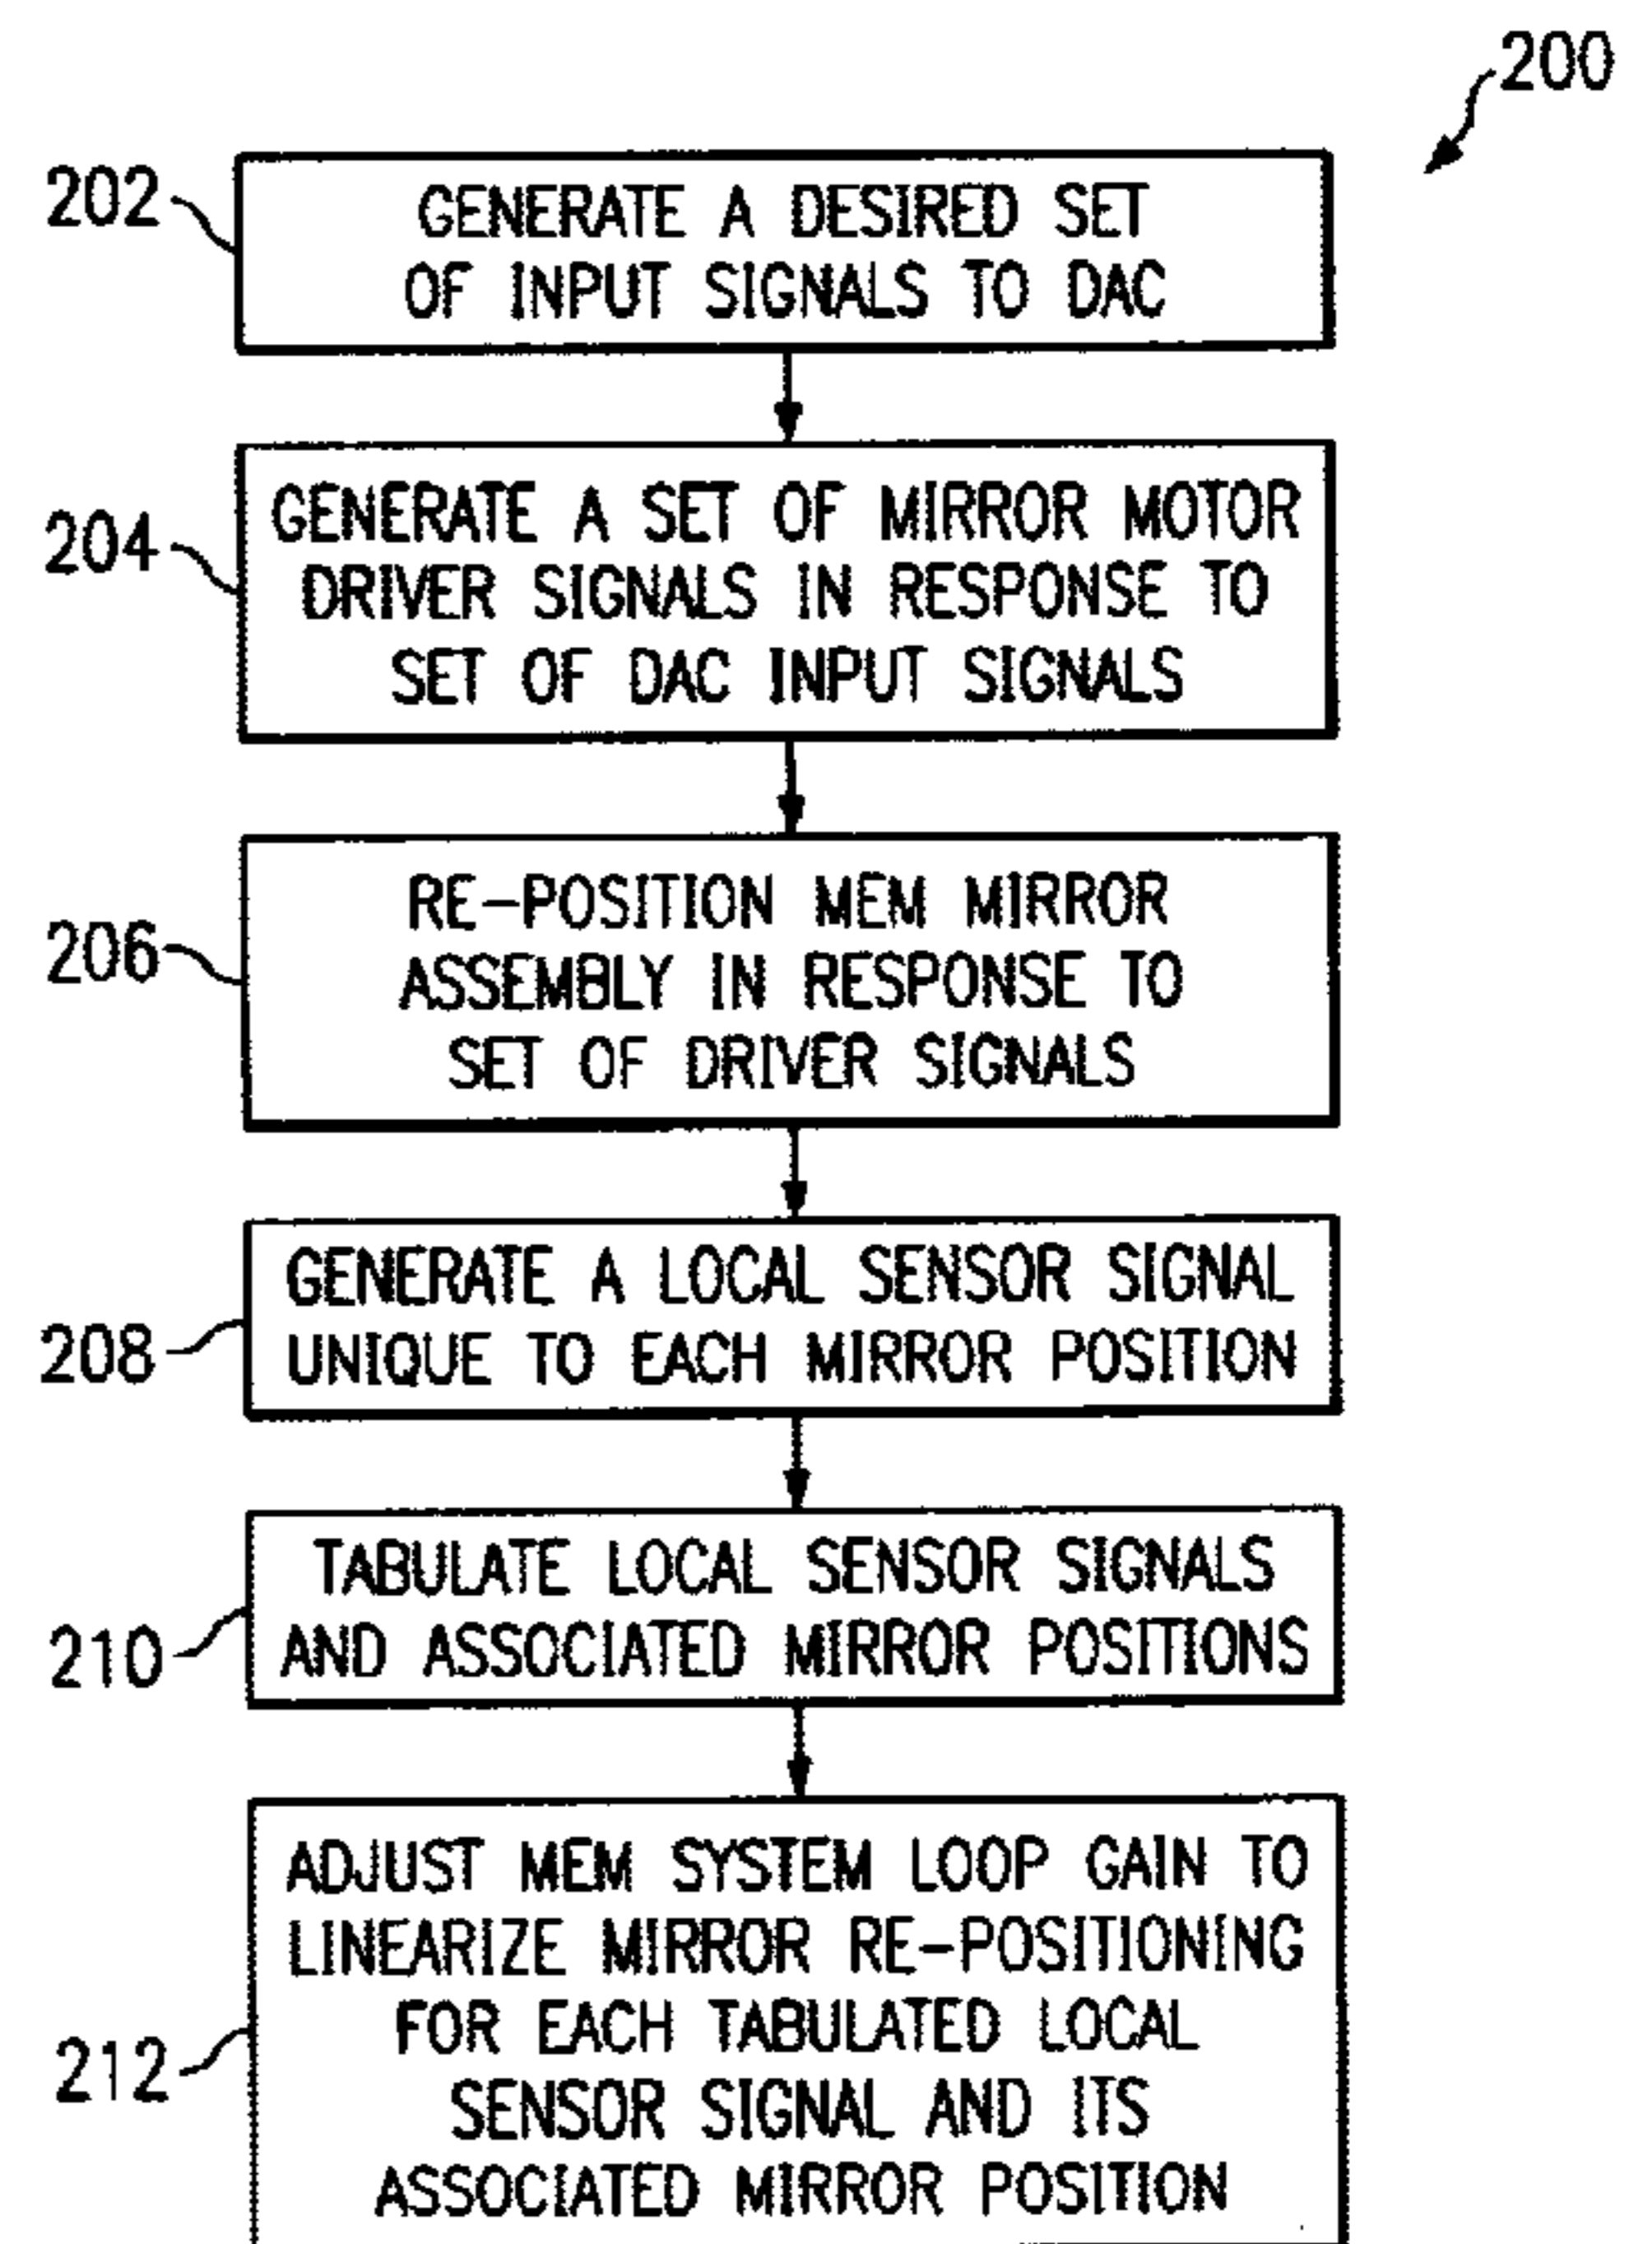 200
202
GENERATE A DESIRED SET
OF INPUT SIGNALS TO DAC
204
GENERATE A SET OF MIRROR MOTOR
DRIVER SIGNALS IN RESPONSE TO
SET OF DAC INPUT SIGNALS
206
RE-POSITION MEM MIRROR
ASSEMBLY IN RESPONSE TO
SET OF DRIVER SIGNALS
208
GENERATE A LOCAL SENSOR SIGNAL
UNIQUE TO EACH MIRROR POSITION
210
TABULATE LOCAL SENSOR SIGNALS
AND ASSOCIATED MIRROR POSITIONS
212
ADJUST MEM SYSTEM LOOP GAIN TO
LINEARIZE MIRROR RE-POSITIONING
FOR EACH TABULATED LOCAL
SENSOR SIGNAL AND ITS
ASSOCIATED MIRROR POSITION